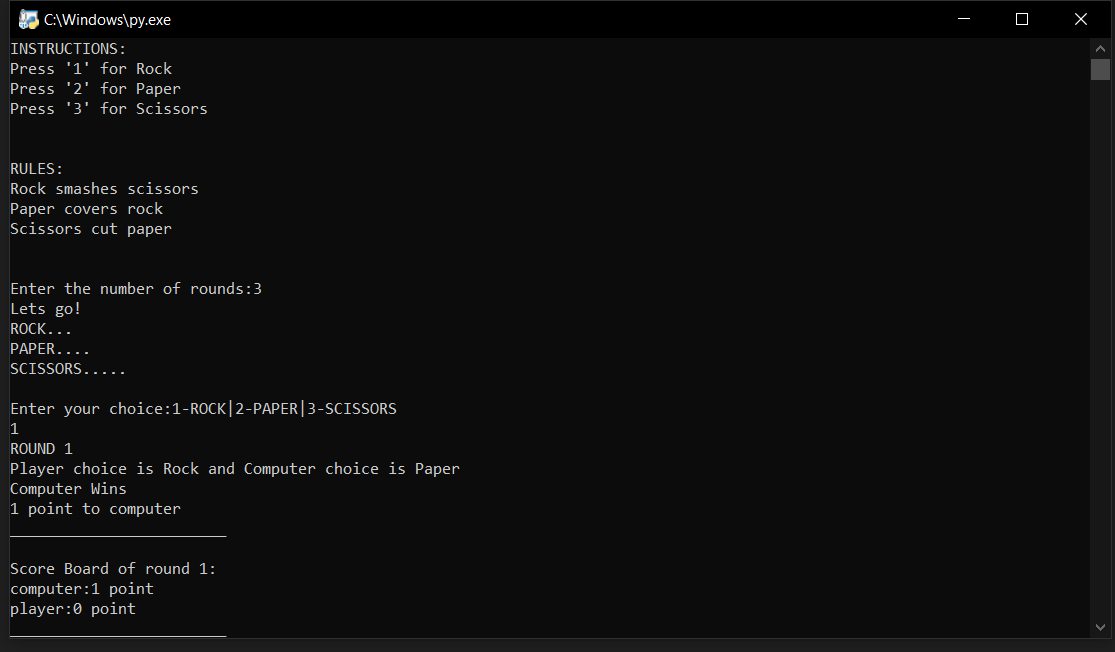 C:\Windows\py.exe
INSTRUCTIONS:
Press '1' for Rock
Press '2' for Paper
Press '3' for Scissors
RULES:
Rock smashes scissors
Paper covers rock
Scissors cut paper
Enter the number of rounds:3
Lets go!
ROCK...
PAPER....
SCISSORS.....
Enter your choice:1-ROCK|2-PAPER|3-SCISSORS
1
ROUND 1
Player choice is Rock and Computer choice is Paper
Computer Wins
1 point to computer
________________________
Score Board of round 1:
computer:1 point
player:0 point
________________________